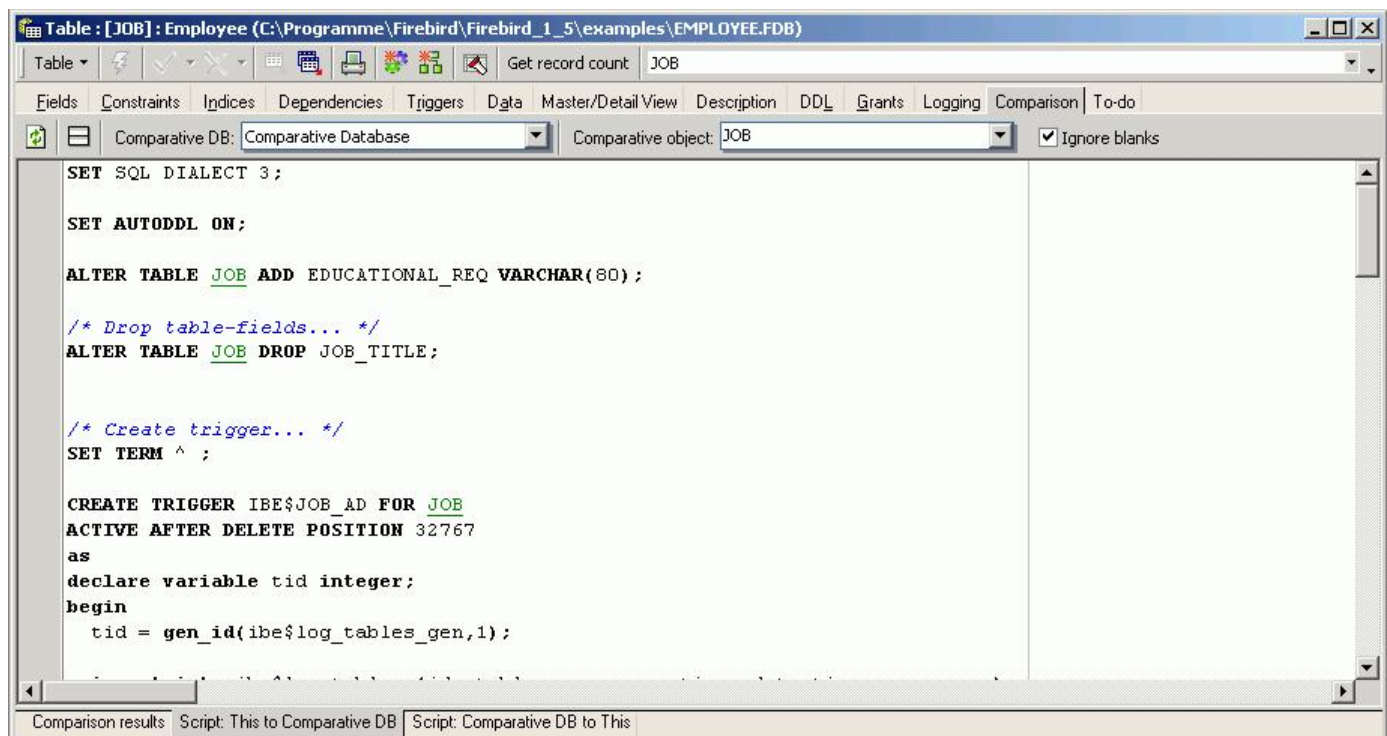 Table : [JOB] : Employee (C:\Programme\Firebird\Firebird_1_5\examples\EMPLOYEE.FDB)
Table Get record count JOB
Fields Constraints Indices Dependencies Triggers Data Master/Detail View Description DDL Grants Logging Comparison To-do
Comparative DB: Comparative Database Comparative object: JOB Ignore blanks
SET SQL DIALECT 3;
SET AUTODDL ON;
ALTER TABLE JOB ADD EDUCATIONAL_REQ VARCHAR(80);
/* Drop table-fields... */
ALTER TABLE JOB DROP JOB_TITLE;
/* Create trigger... */
SET TERM ^ ;
CREATE TRIGGER IBE$JOB_AD FOR JOB
ACTIVE AFTER DELETE POSITION 32767
as
declare variable tid integer;
begin
tid = gen_id(ibe$log_tables_gen,1);
Comparison results Script: This to Comparative DB Script: Comparative DB to This